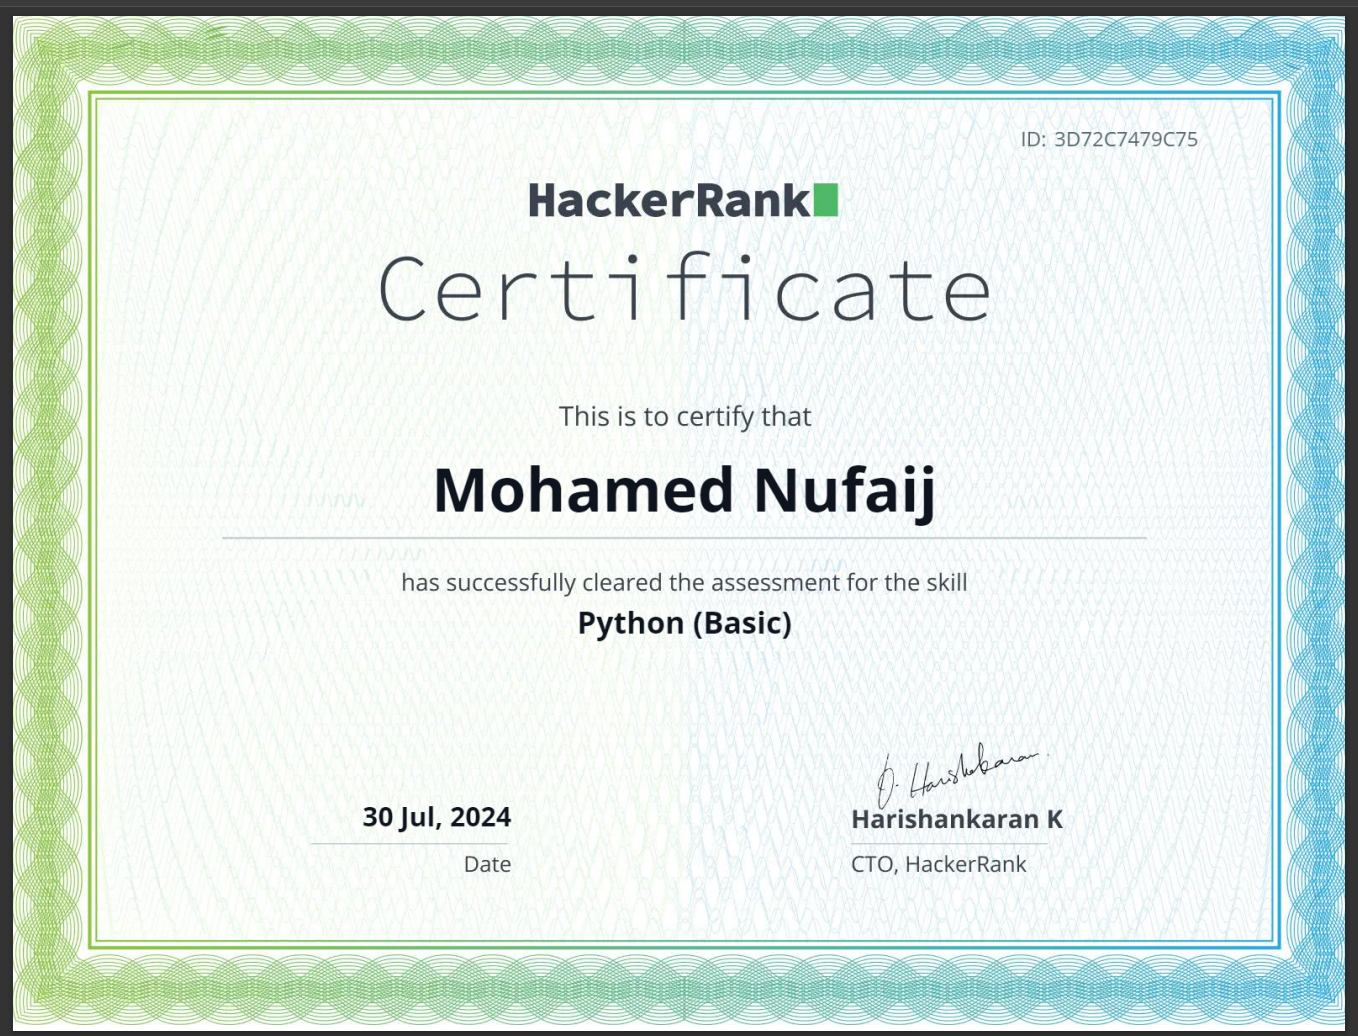 ID: 3D72C7479C75
HackerRank
Certificate
This is to certify that
Mohamed Nufaij
has successfully cleared the assessment for the skill
Python (Basic)
30 Jul, 2024
Date
Harishankaran K
CTO, HackerRank